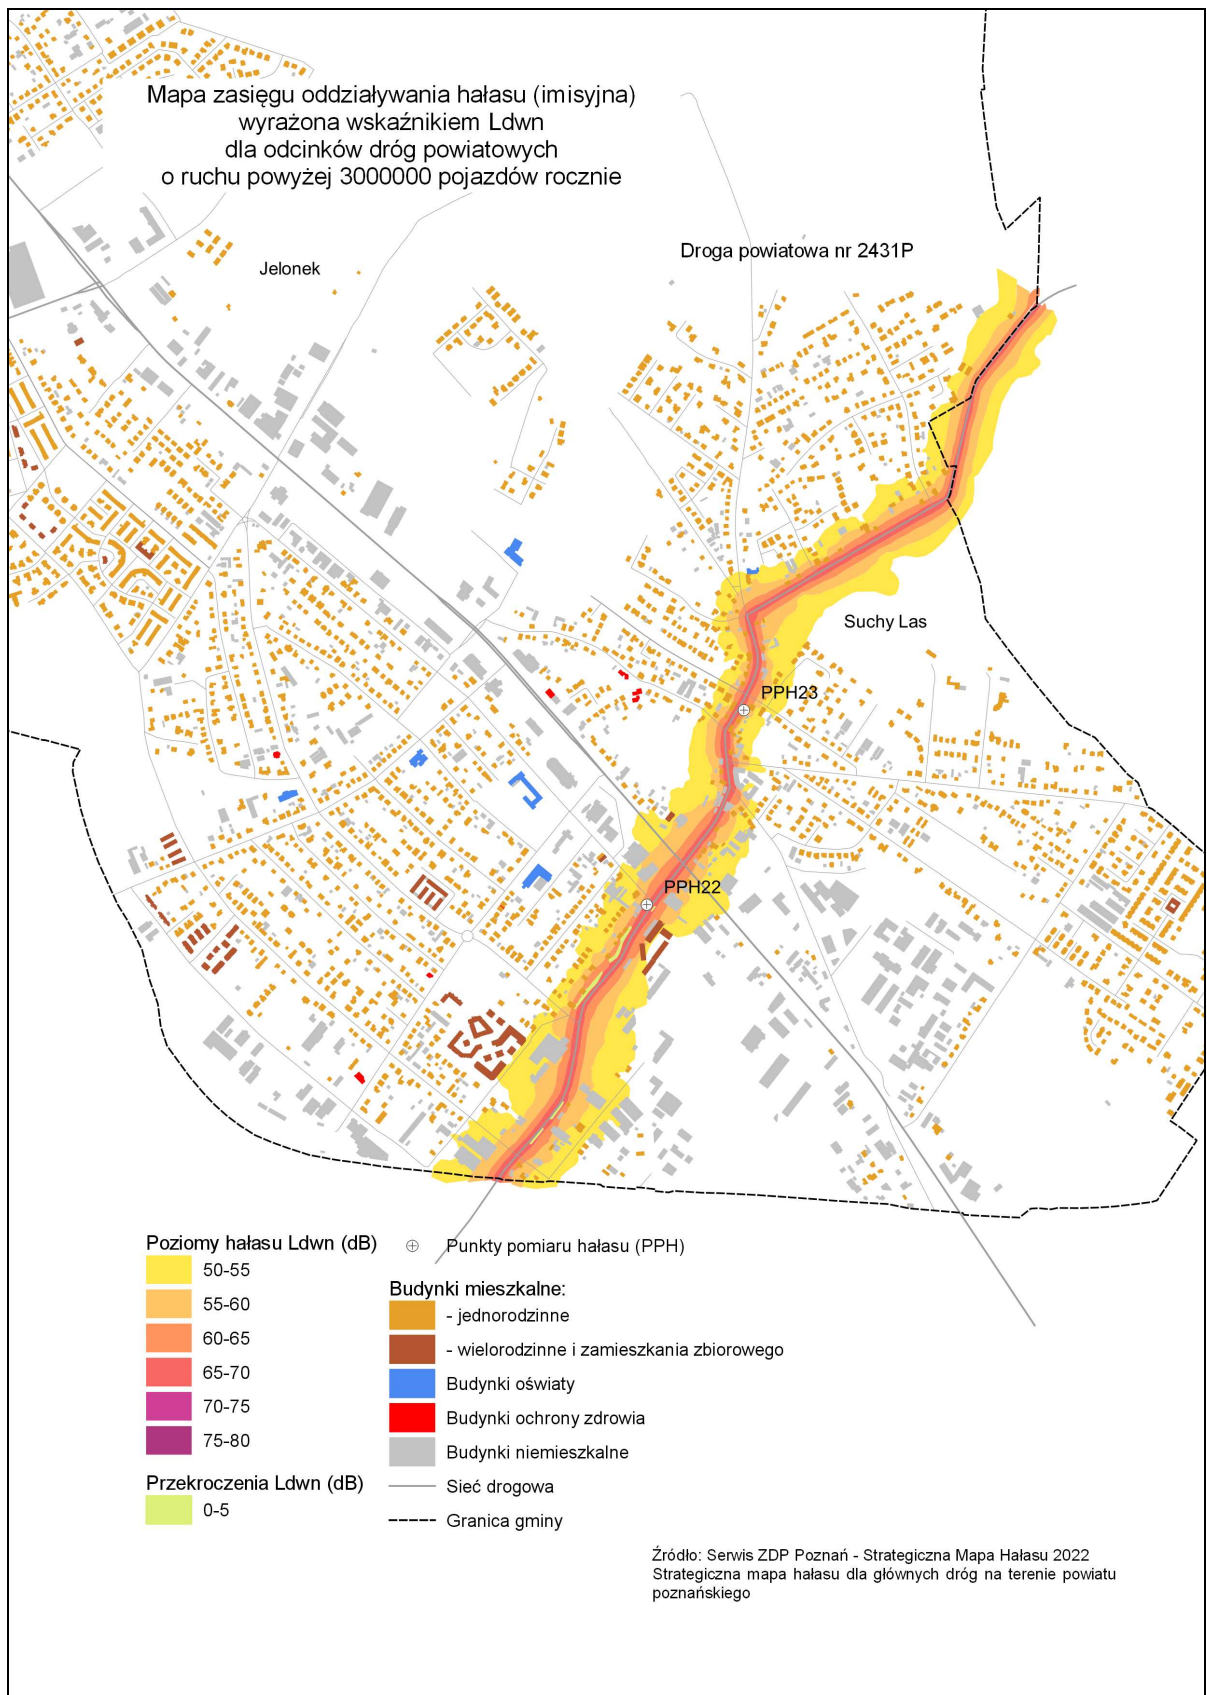 Mapa zasięgu oddziaływania hałasu (imisyjna)
wyrażona wskaźnikiem Ldwn
dla odcinków dróg powiatowych
o ruchu powyżej 3000000 pojazdów rocznie
Droga powiatowa nr 2431P
Jelonek
Suchy Las
PPH23
PPH22
Poziomy hałasu Ldwn (dB)
50-55
55-60
60-65
65-70
70-75
75-80
Przekroczenia Ldwn (dB)
0-5
Punkty pomiaru hałasu (PPH)
Budynki mieszkalne:
- jednorodzinne
- wielorodzinne i zamieszkania zbiorowego
Budynki oświaty
Budynki ochrony zdrowia
Budynki niemieszkalne
Sieć drogowa
Granica gminy
Źródło: Serwis ZDP Poznań - Strategiczna Mapa Hałasu 2022
Strategiczna mapa hałasu dla głównych dróg na terenie powiatu
poznańskiego